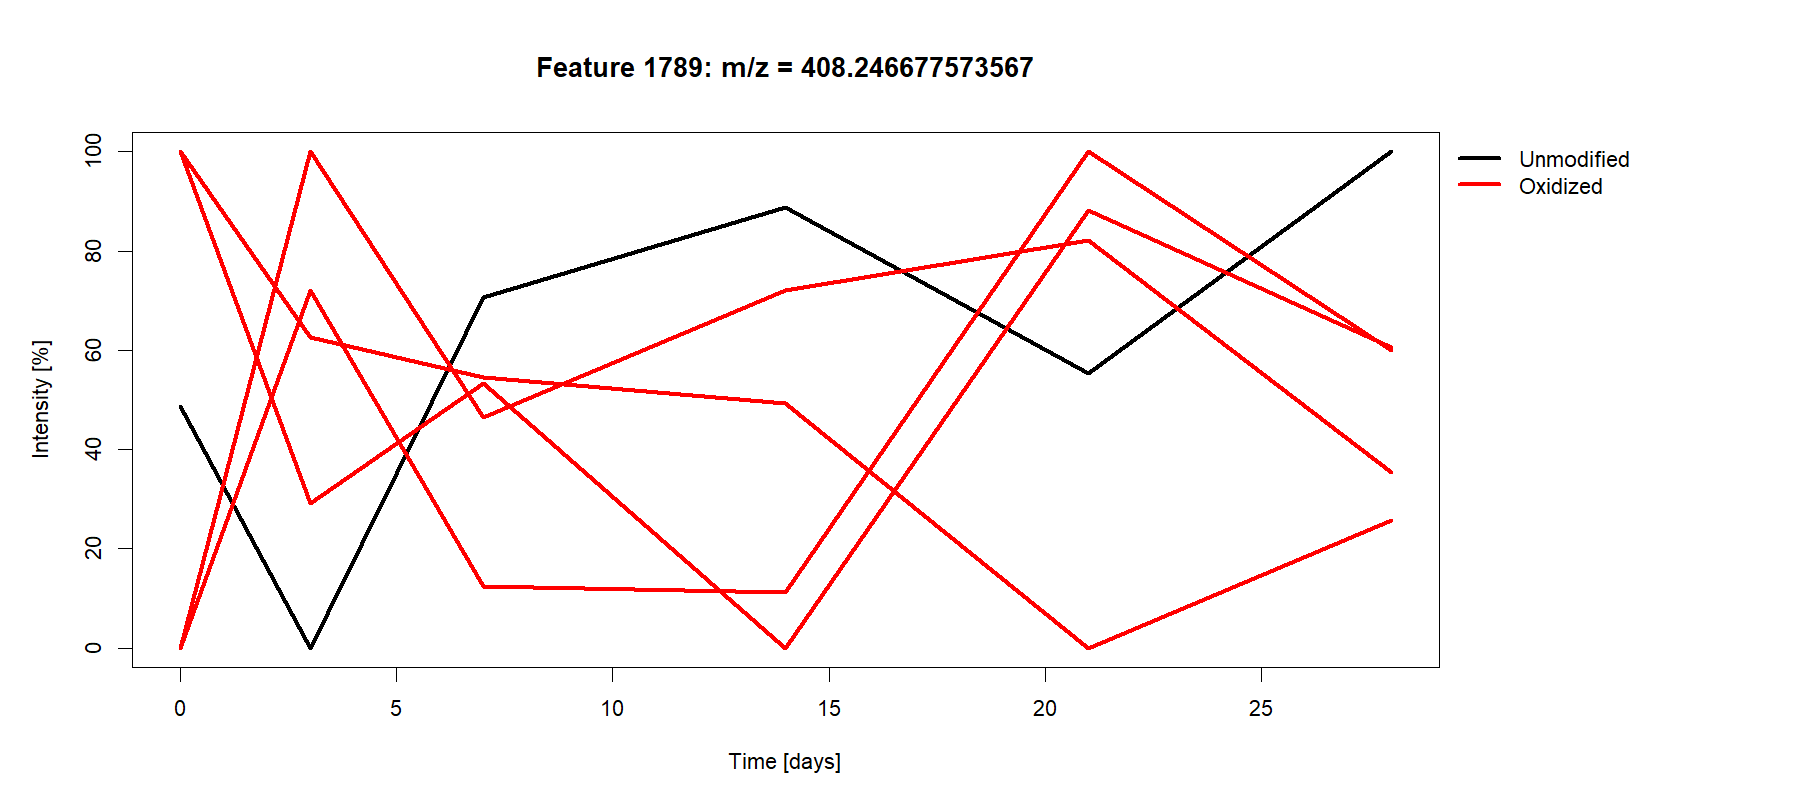 Feature 1789: m/z = 408.246677573567
Unmodified
Oxidized
Intensity [%]
100
80
60
40
20
0
0 5 10 15 20 25
Time [days]